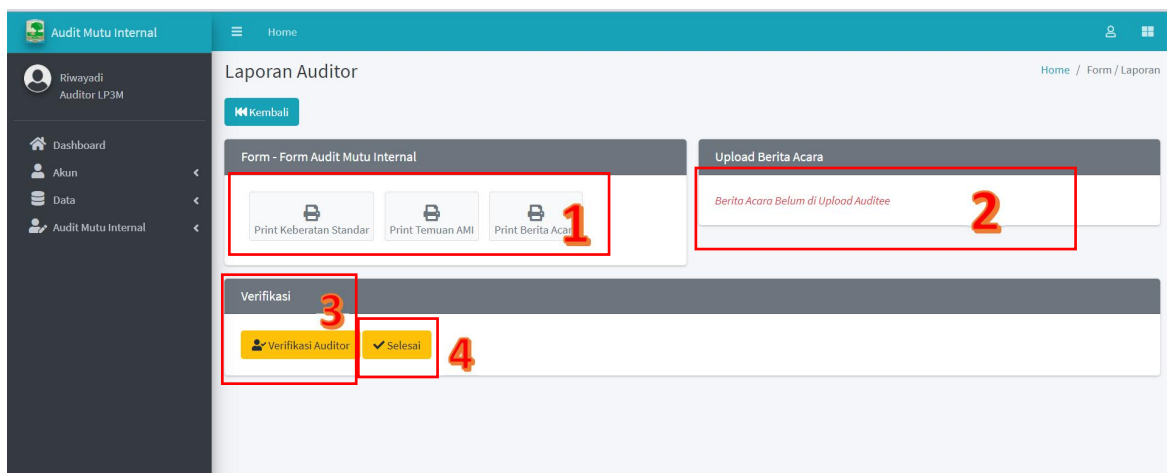 Audit Mutu Internal
Home
Riwayadi
Auditor LP3M
Laporan Auditor
Home / Form / Laporan
Kembali
Dashboard
Akun
Data
Audit Mutu Internal
Form - Form Audit Mutu Internal
Upload Berita Acara
Print Keberatan Standar
Print Temuan AMI
Print Berita Acar
1
Berita Acara Belum di Upload Auditee
2
Verifikasi
3
Verifikasi Auditor
Selesai
4